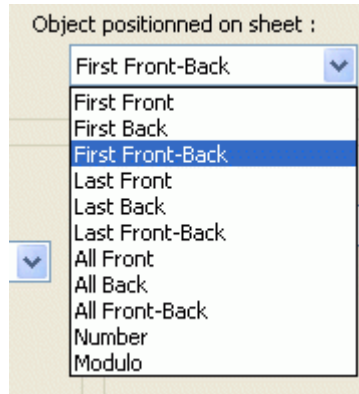 Object positionned on sheet :
First Front-Back
First Front
First Back
First Front-Back
Last Front
Last Back
Last Front-Back
All Front
All Back
All Front-Back
Number
Modulo